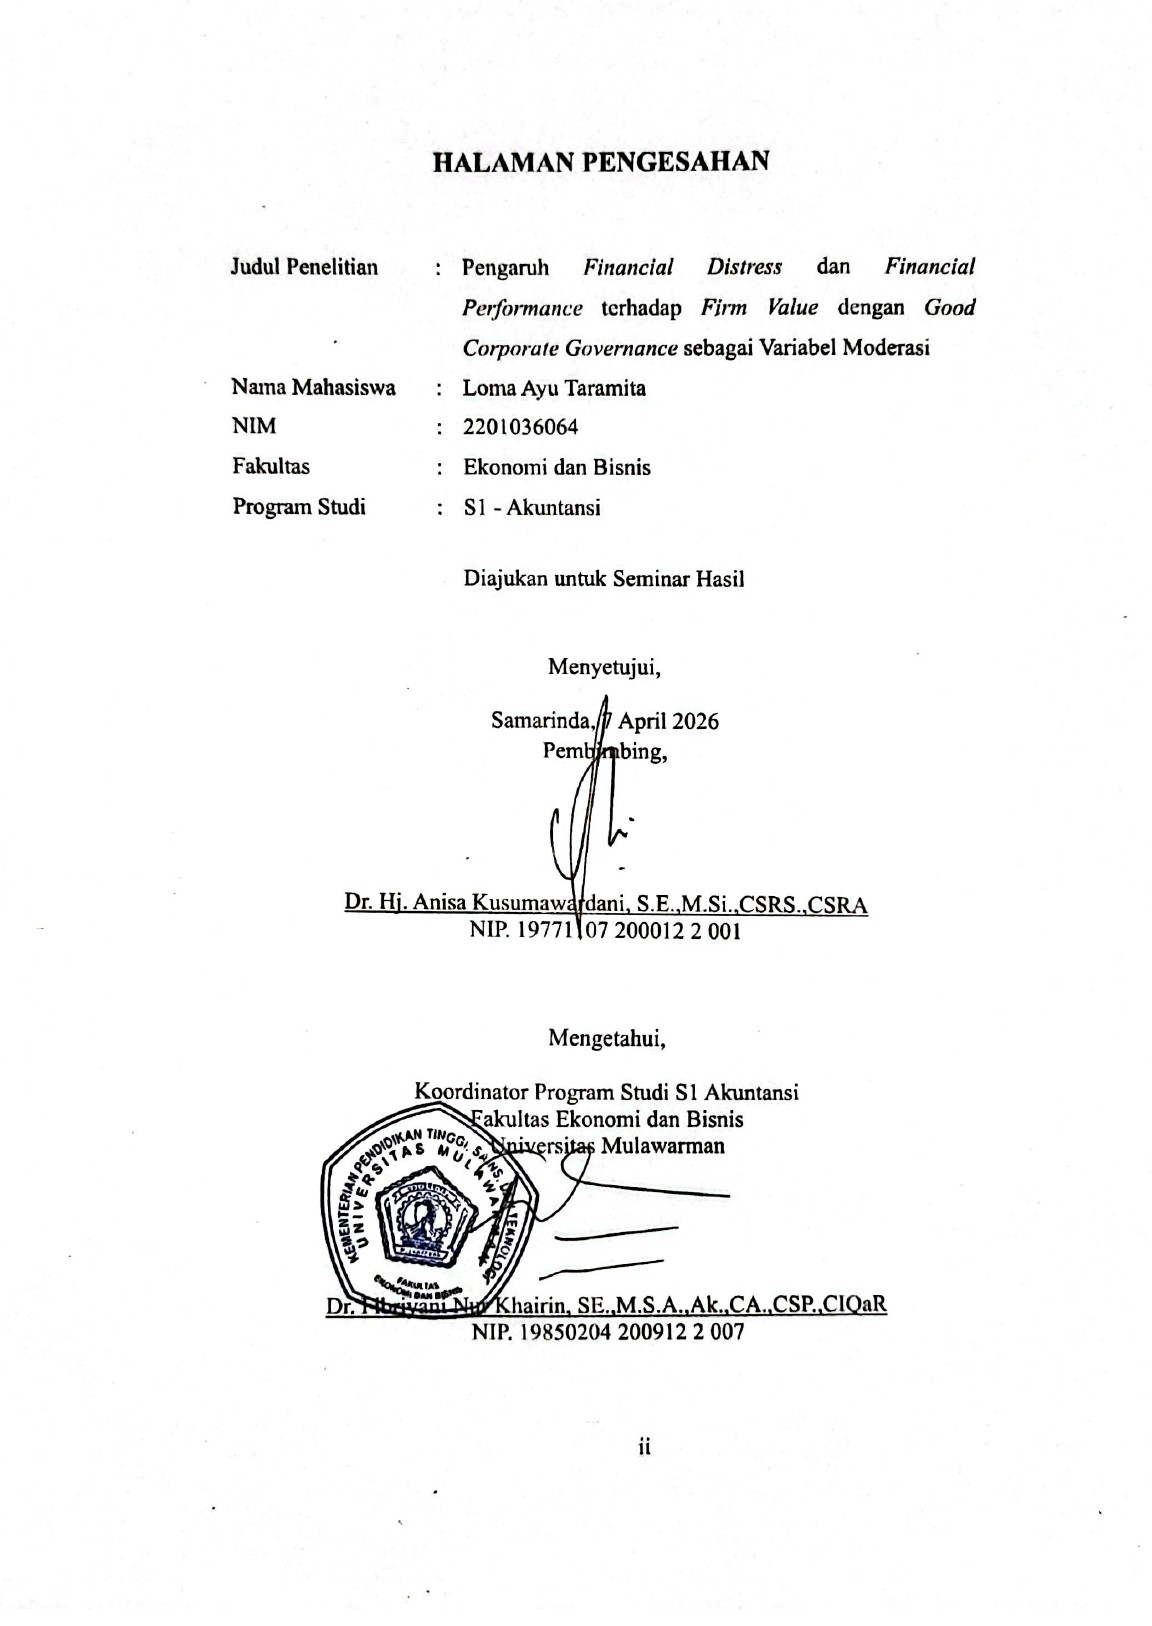 HALAMAN PENGESAHAN
Judul Penelitian : Pengaruh Financial Distress dan Financial
Performance terhadap Firm Value dengan Good
Corporate Governance sebagai Variabel Moderasi
Nama Mahasiswa : Loma Ayu Taramita
NIM : 2201036064
Fakultas : Ekonomi dan Bisnis
Program Studi : S1 - Akuntansi
Diajukan untuk Seminar Hasil
Menyetujui,
Samarinda, April 2026
Pembimbing,
Dr. Hj. Anisa Kusumawardani, S.E.,M.Si.,CSRS.,CSRA
NIP. 19771107 200012 2 001
Mengetahui,
Koordinator Program Studi S1 Akuntansi
Fakultas Ekonomi dan Bisnis
Universitas Mulawarman
KEMENTERIAN PENDIDIKAN TINGGI, SAINS, DAN TEKNOLOGI
UNIVERSITAS MULAWARMAN
FAKULTAS
EKONOMI DAN BISNIS
Dr. Nur Khairin, SE.,M.S.A.,Ak.,CA.,CSP.,CIQaR
NIP. 19850204 200912 2 007
ii